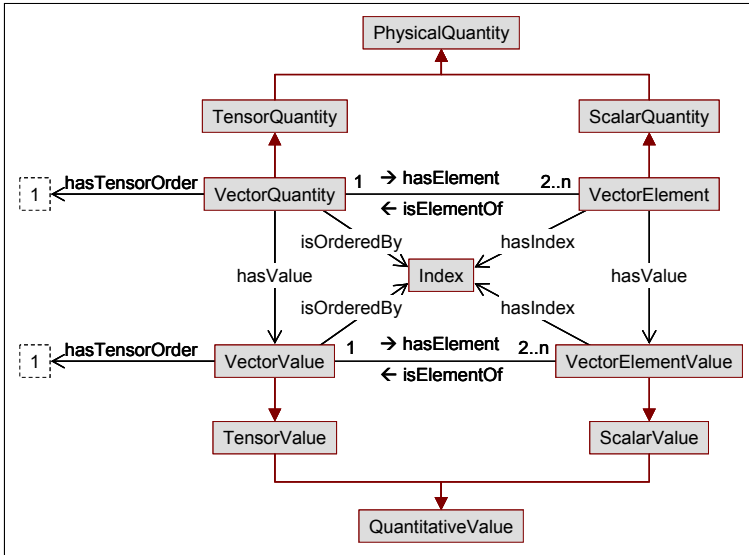 PhysicalQuantity
TensorQuantity
ScalarQuantity
1
hasTensorOrder
VectorQuantity
1
→ hasElement
2..n
VectorElement
← isElementOf
isOrderedBy
hasIndex
hasValue
Index
hasValue
isOrderedBy
hasIndex
1
hasTensorOrder
VectorValue
1
→ hasElement
2..n
VectorElementValue
← isElementOf
TensorValue
ScalarValue
QuantitativeValue